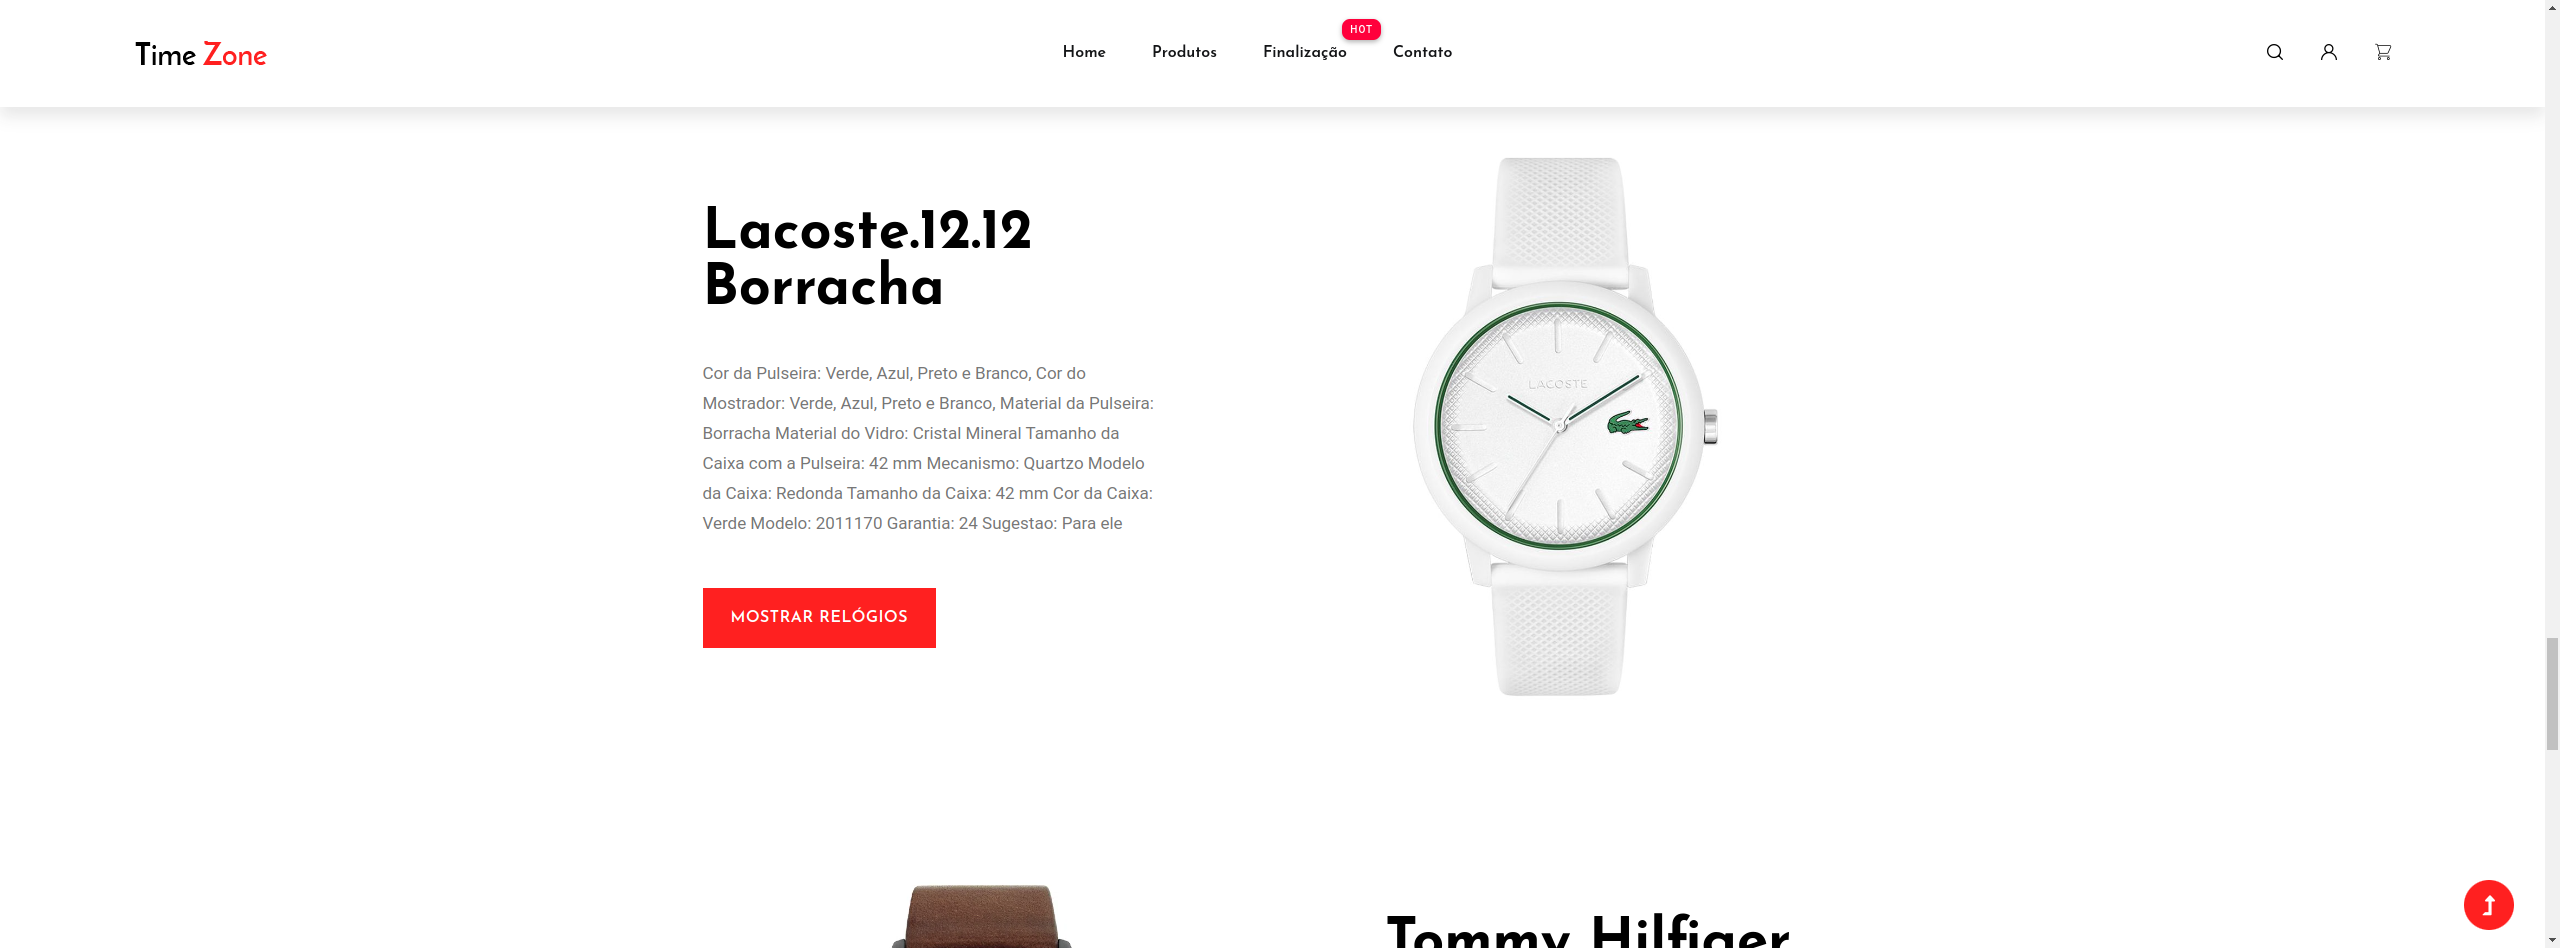 Time Zone
Home Produtos Finalização HOT Contato
Lacoste.12.12
Borracha
Cor da Pulseira: Verde, Azul, Preto e Branco, Cor do
Mostrador: Verde, Azul, Preto e Branco, Material da Pulseira:
Borracha Material do Vidro: Cristal Mineral Tamanho da
Caixa com a Pulseira: 42 mm Mecanismo: Quartzo Modelo
da Caixa: Redonda Tamanho da Caixa: 42 mm Cor da Caixa:
Verde Modelo: 2011170 Garantia: 24 Sugestao: Para ele
MOSTRAR RELÓGIOS
LACOSTE
Tommy Hilfiger